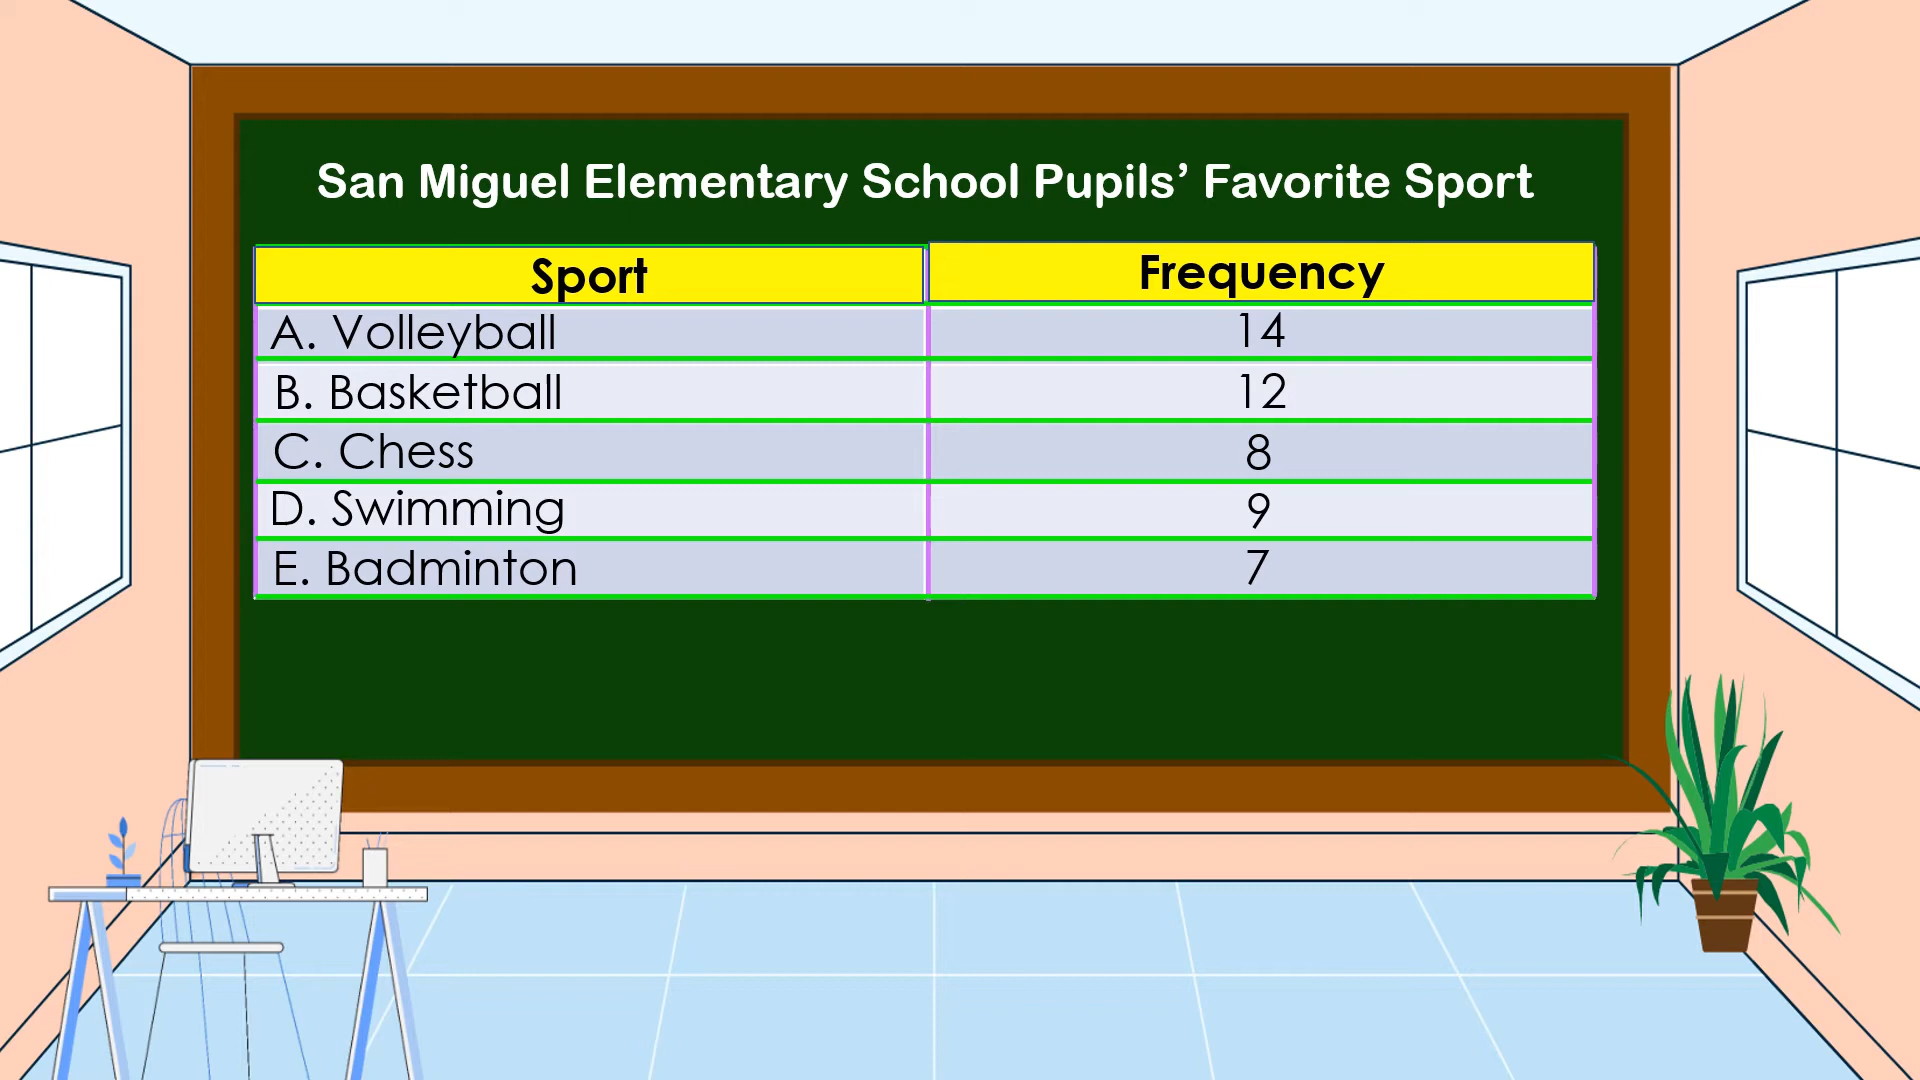 San Miguel Elementary School Pupils’ Favorite Sport
Sport Frequency
A. Volleyball 14
B. Basketball 12
C. Chess 8
D. Swimming 9
E. Badminton 7